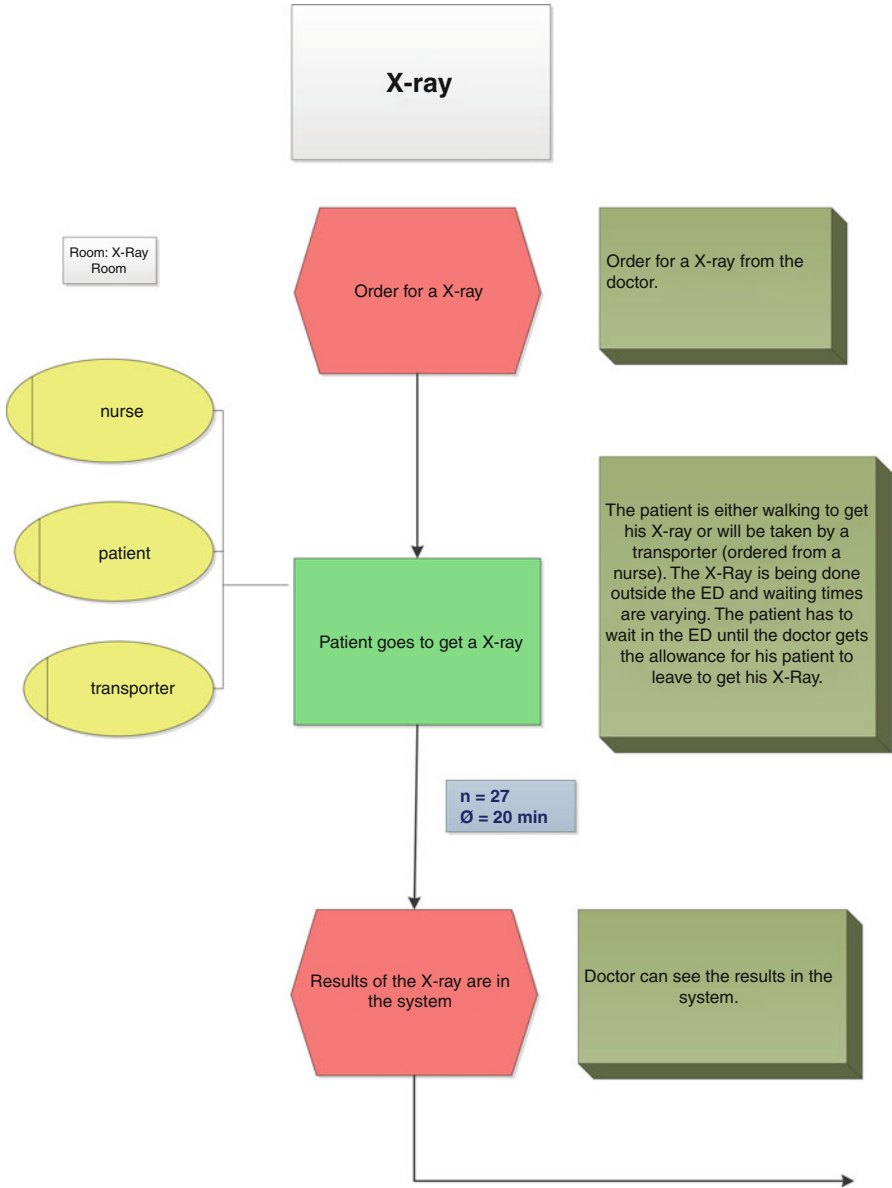 X-ray
Room: X-Ray
Room
Order for a X-ray
Order for a X-ray from the
doctor.
nurse
patient
transporter
Patient goes to get a X-ray
The patient is either walking to get
his X-ray or will be taken by a
transporter (ordered from a
nurse). The X-Ray is being done
outside the ED and waiting times
are varying. The patient has to
wait in the ED until the doctor gets
the allowance for his patient to
leave to get his X-Ray.
n = 27
Ø = 20 min
Results of the X-ray are in
the system
Doctor can see the results in the
system.